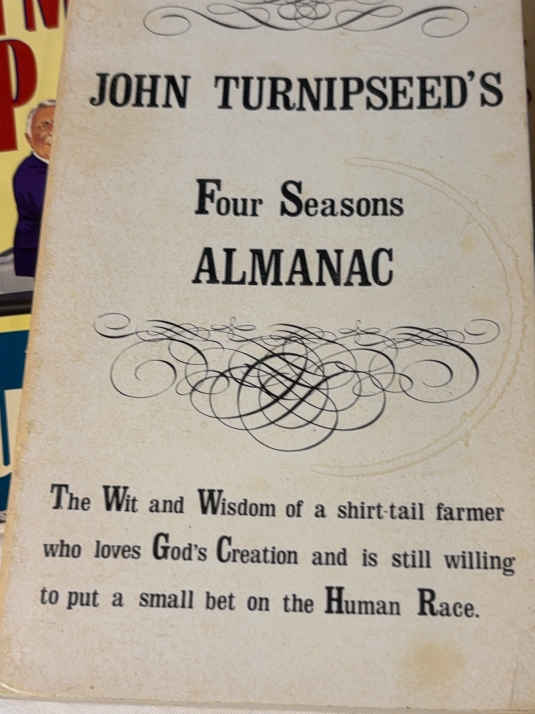 JOHN TURNIPSEED'S
Four Seasons
ALMANAC
The Wit and Wisdom of a shirt-tail farmer
who loves God's Creation and is still willing
to put a small bet on the Human Race.